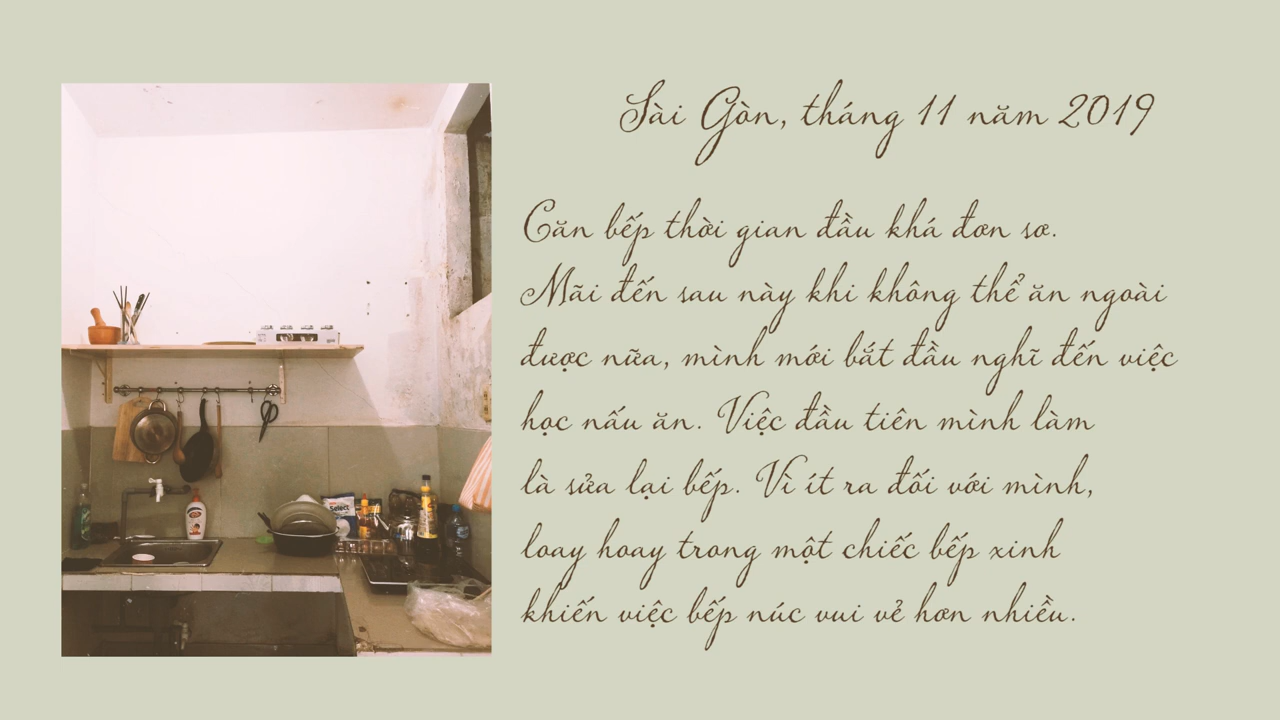 Sài Gòn, tháng 11 năm 2019
Căn bếp thời gian đầu khá đơn sơ.
Mãi đến sau này khi không thể ăn ngoài
được nữa, mình mới bắt đầu nghĩ đến việc
học nấu ăn. Việc đầu tiên mình làm
là sửa lại bếp. Vì ít ra đối với mình,
loay hoay trong một chiếc bếp xinh
khiến việc bếp núc vui vẻ hơn nhiều.
Select